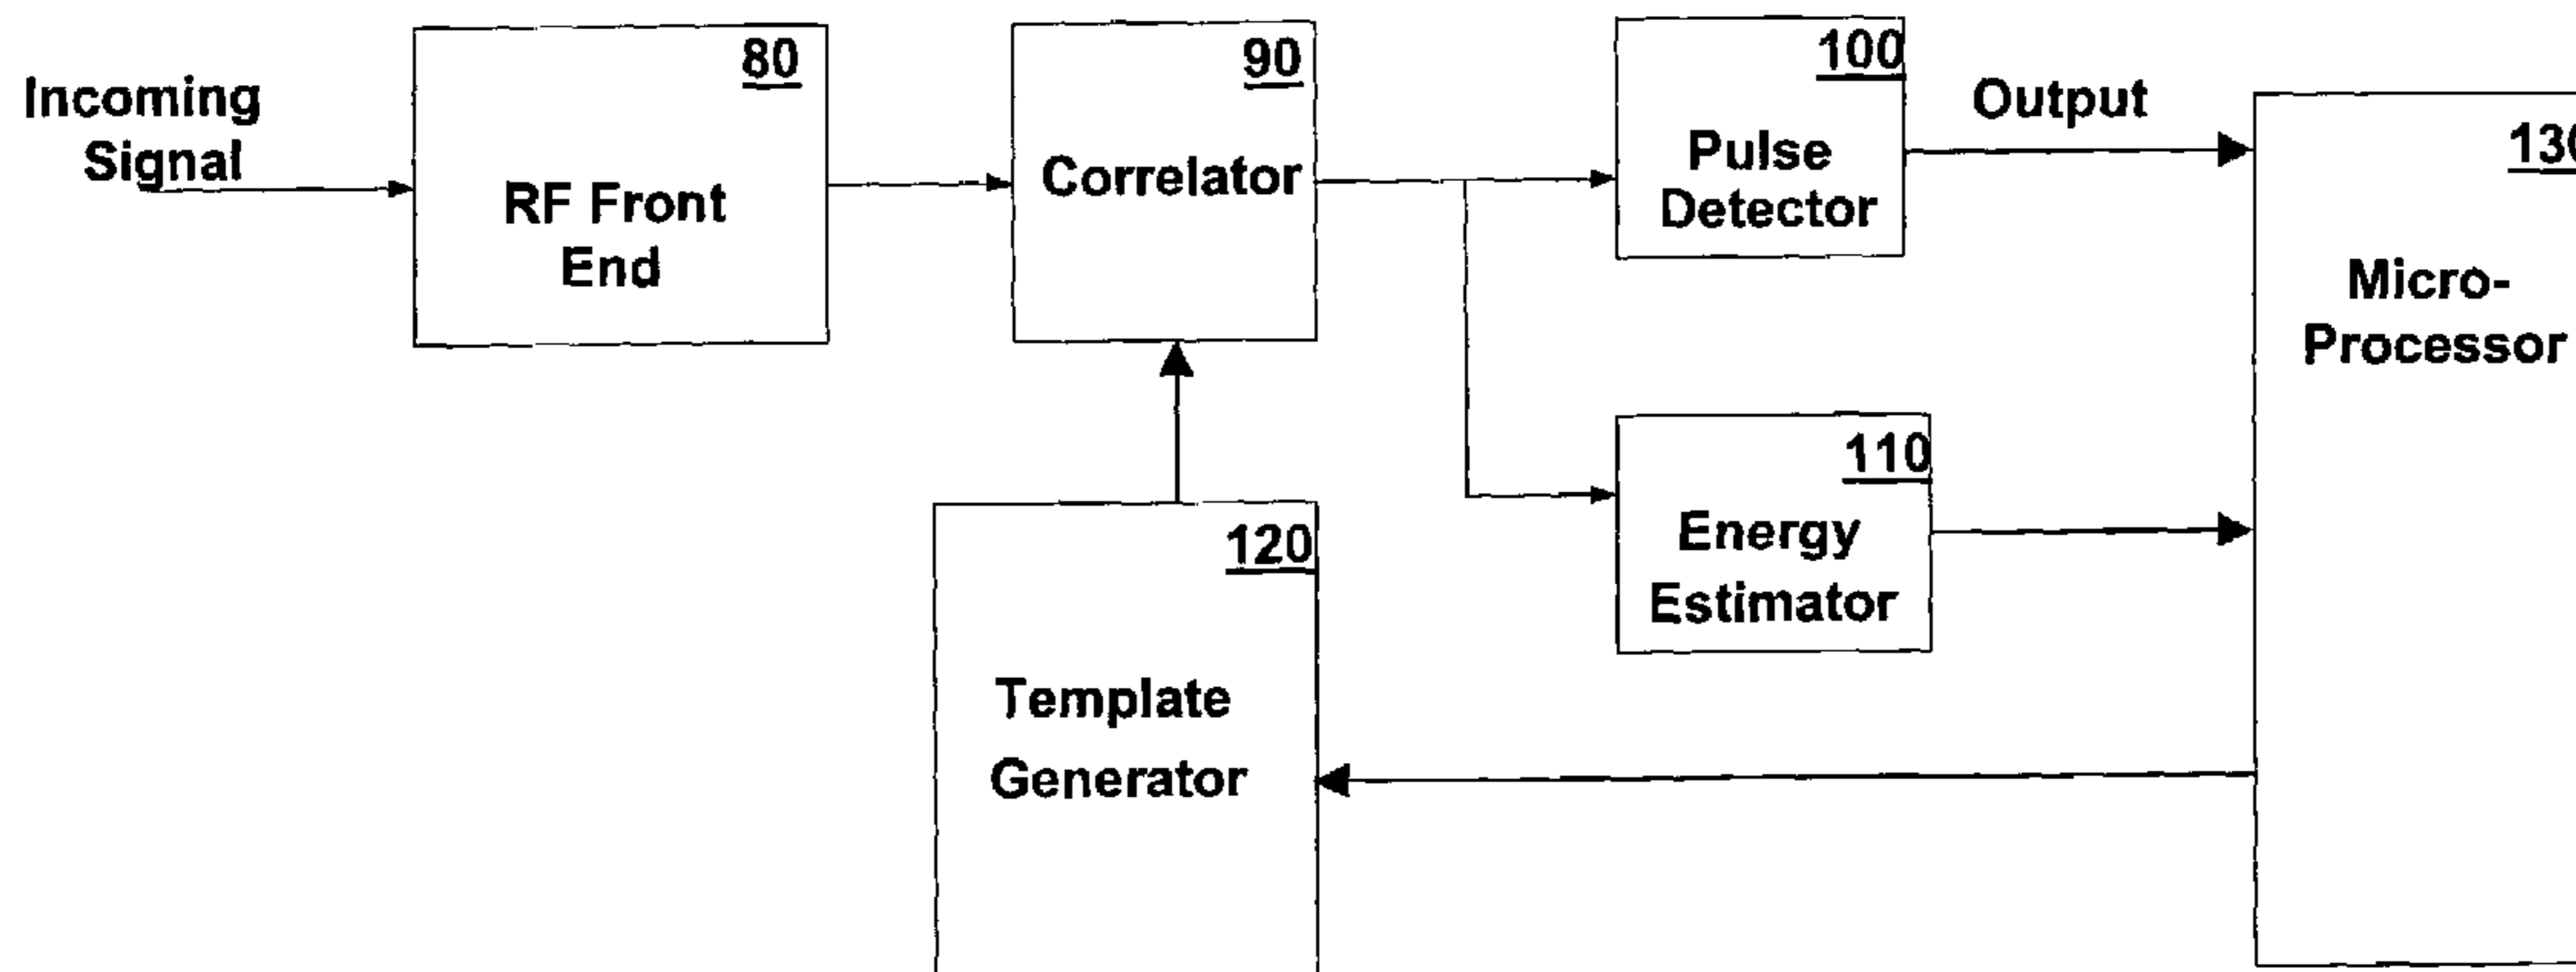 Incoming
Signal
80
RF Front
End
90
Correlator
100
Pulse
Detector
Output
130
Micro-
Processor
110
Energy
Estimator
120
Template
Generator